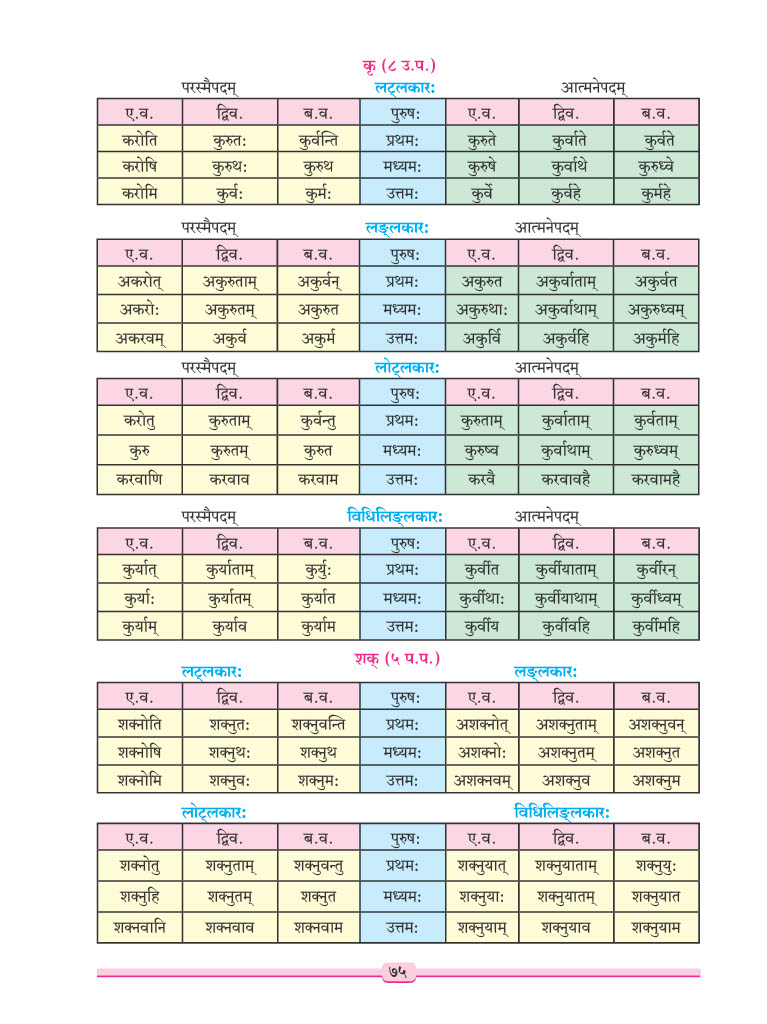 कृ (८ उ.प.)
परस्मैपदम् लट्लकारः आत्मनेपदम्
ए.व. द्विव. ब.व. पुरुषः ए.व. द्विव. ब.व.
करोति कुरुतः कुर्वन्ति प्रथमः कुरुते कुर्वाते कुर्वते
करोषि कुरुथः कुरुथ मध्यमः कुरुषे कुर्वाथे कुरुध्वे
करोमि कुर्वः कुर्मः उत्तमः कुर्वे कुर्वहे कुर्महे
परस्मैपदम् लङ्लकारः आत्मनेपदम्
ए.व. द्विव. ब.व. पुरुषः ए.व. द्विव. ब.व.
अकरोत् अकुरुताम् अकुर्वन् प्रथमः अकुरुत अकुर्वाताम् अकुर्वत
अकरोः अकुरुतम् अकुरुत मध्यमः अकुरुथाः अकुर्वाथाम् अकुरुध्वम्
अकरवम् अकुर्व अकुर्म उत्तमः अकुर्वि अकुर्वहि अकुर्महि
परस्मैपदम् लोट्लकारः आत्मनेपदम्
ए.व. द्विव. ब.व. पुरुषः ए.व. द्विव. ब.व.
करोतु कुरुताम् कुर्वन्तु प्रथमः कुरुताम् कुर्वाताम् कुर्वताम्
कुरु कुरुतम् कुरुत मध्यमः कुरुष्व कुर्वाथाम् कुरुध्वम्
करवाणि करवाव करवाम उत्तमः करवै करवावहै करवामहै
परस्मैपदम् विधिलिङ्लकारः आत्मनेपदम्
ए.व. द्विव. ब.व. पुरुषः ए.व. द्विव. ब.व.
कुर्यात् कुर्याताम् कुर्युः प्रथमः कुर्वीत कुर्वीयाताम् कुर्वीरन्
कुर्याः कुर्यातम् कुर्यात मध्यमः कुर्वीथाः कुर्वीयाथाम् कुर्वीध्वम्
कुर्याम् कुर्याव कुर्याम उत्तमः कुर्वीय कुर्वीवहि कुर्वीमहि
शक् (५ प.प.)
लट्लकारः लङ्लकारः
ए.व. द्विव. ब.व. पुरुषः ए.व. द्विव. ब.व.
शक्नोति शक्नुतः शक्नुवन्ति प्रथमः अशक्नोत् अशक्नुताम् अशक्नुवन्
शक्नोषि शक्नुथः शक्नुथ मध्यमः अशक्नोः अशक्नुतम् अशक्नुत
शक्नोमि शक्नुवः शक्नुमः उत्तमः अशक्नवम् अशक्नुव अशक्नुम
लोट्लकारः विधिलिङ्लकारः
ए.व. द्विव. ब.व. पुरुषः ए.व. द्विव. ब.व.
शक्नोतु शक्नुताम् शक्नुवन्तु प्रथमः शक्नुयात् शक्नुयाताम् शक्नुयुः
शक्नुहि शक्नुतम् शक्नुत मध्यमः शक्नुयाः शक्नुयातम् शक्नुयात
शक्नवानि शक्नवाव शक्नवाम उत्तमः शक्नुयाम् शक्नुयाव शक्नुयाम
७५